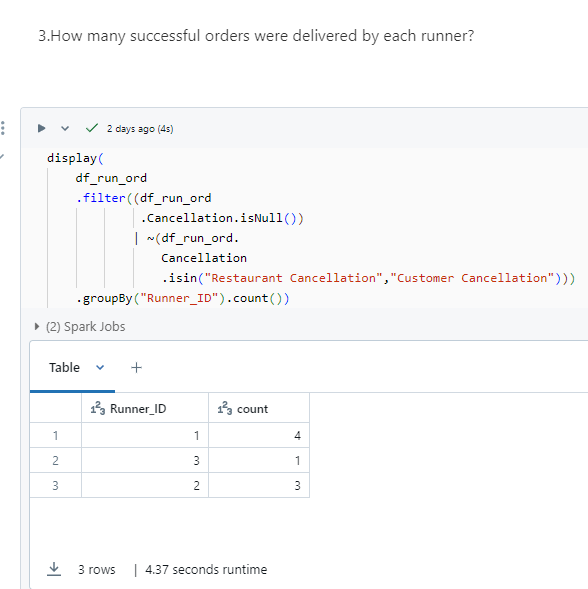 3.How many successful orders were delivered by each runner?
2 days ago (4s)
display(
df_run_ord
.filter((df_run_ord
.Cancellation.isNull())
| ~(df_run_ord.
Cancellation
.isin("Restaurant Cancellation","Customer Cancellation")))
.groupBy("Runner_ID").count())
(2) Spark Jobs
Table +
1²3 Runner_ID 1²3 count
1 1 4
2 3 1
3 2 3
3 rows | 4.37 seconds runtime